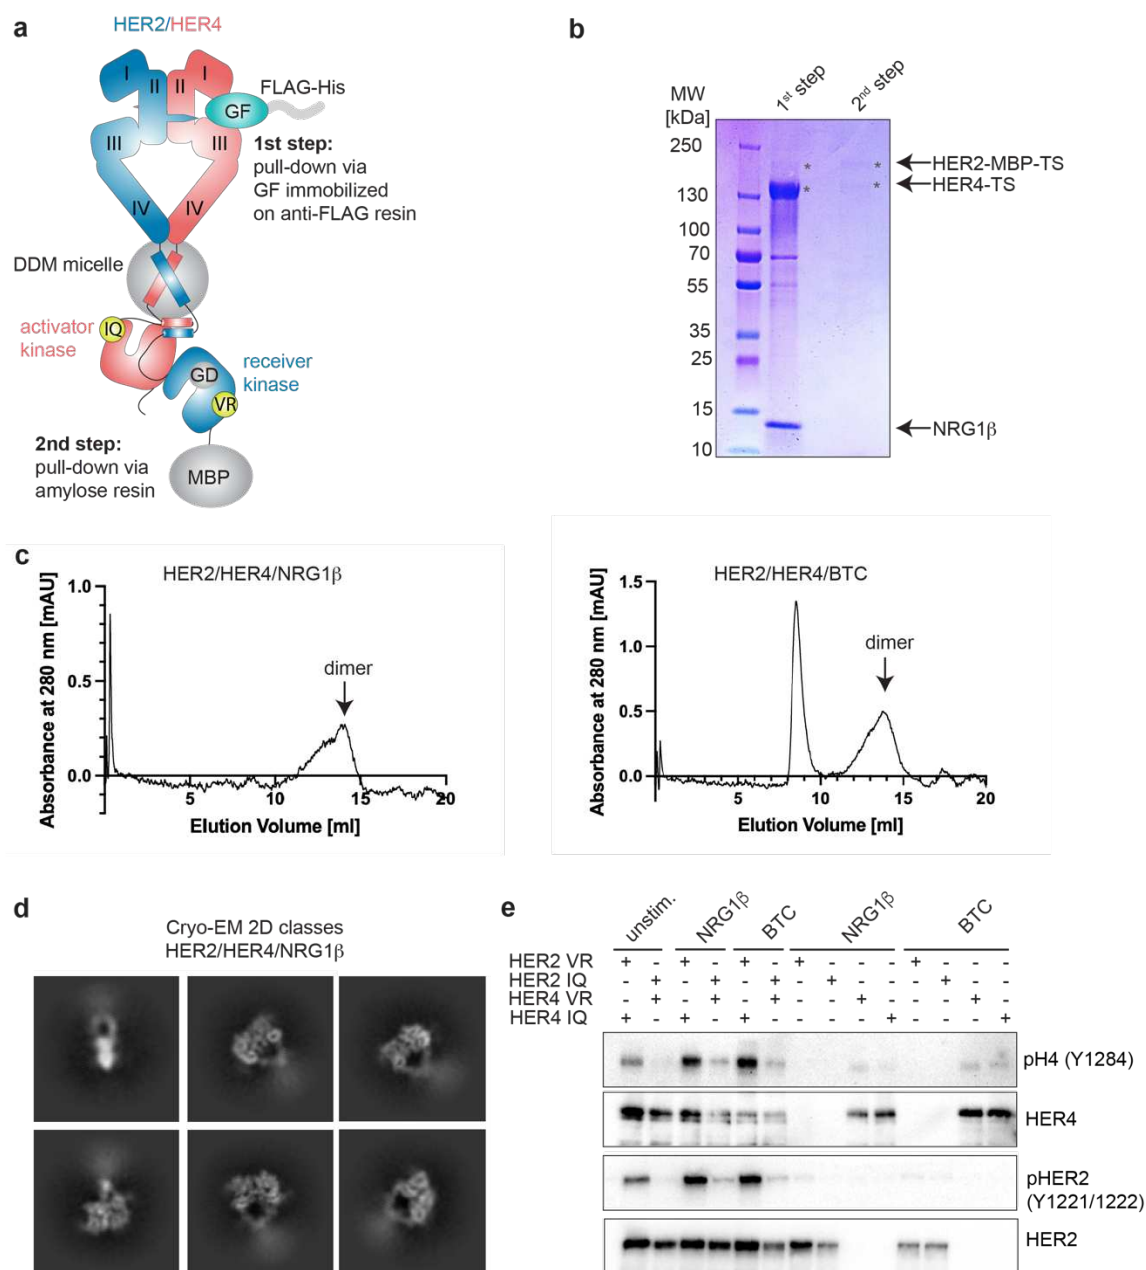 a
HER2/HER4
I
II
II
I
GF
FLAG-His
III
III
1st step:
pull-down via
GF immobilized
on anti-FLAG resin
IV
IV
DDM micelle
activator
kinase
IQ
GD
VR
receiver
kinase
2nd step:
pull-down via
amylose resin
MBP
b
MW
[kDa]
1st step
2nd step
250
130
100
70
55
35
25
15
10
*
*
*
*
HER2-MBP-TS
HER4-TS
NRG1β
c
HER2/HER4/NRG1β
Absorbance at 280 nm [mAU]
1.0
0.5
0.0
dimer
5
10
15
20
Elution Volume [ml]
HER2/HER4/BTC
Absorbance at 280 nm [mAU]
1.5
1.0
0.5
0.0
dimer
5
10
15
20
Elution Volume [ml]
d
Cryo-EM 2D classes
HER2/HER4/NRG1β
e
unstim.
NRG1β
BTC
NRG1β
BTC
HER2 VR + - + - + - + - - - + - - -
HER2 IQ - + - + - + - + - - - + - -
HER4 VR - + - + - + - - + - - - + -
HER4 IQ + - + - + - - - - + - - - +
pH4 (Y1284)
HER4
pHER2
(Y1221/1222)
HER2